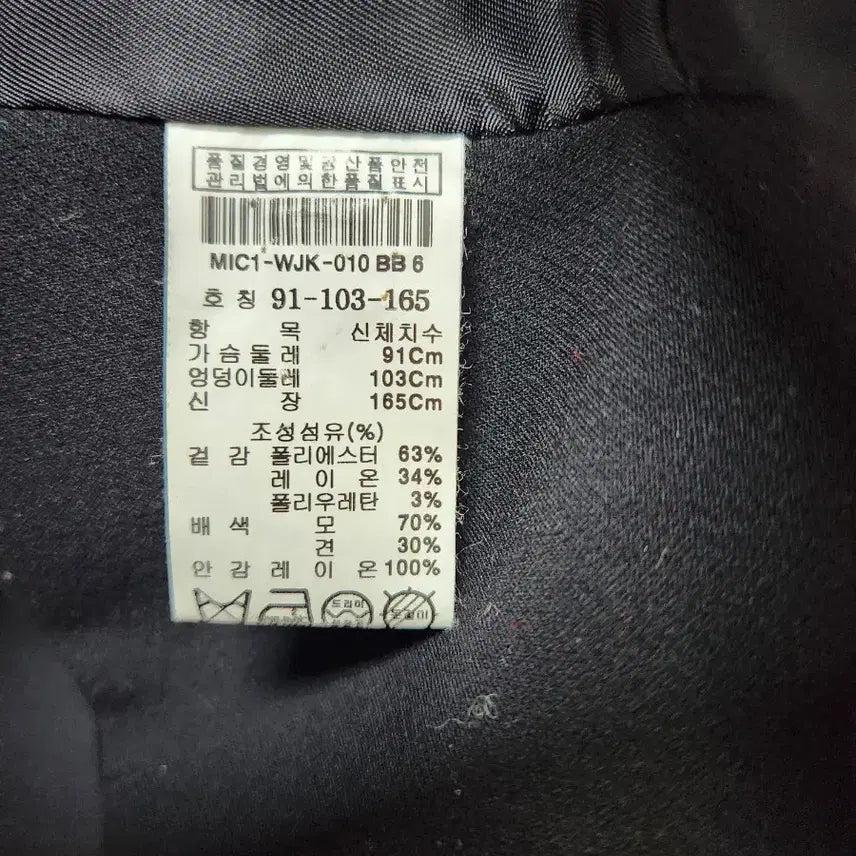 품질경영및공산품안전
관리법에의한품질표시
MIC1-WJK-010 BB 6
호 칭 91-103-165
항 목 신체치수
가슴둘레 91Cm
엉덩이둘레 103Cm
신 장 165Cm
조성섬유(%)
겉 감 폴리에스터 63%
레 이 온 34%
폴리우레탄 3%
배 색 모 70%
견 30%
안 감 레 이 온 100%
드라이